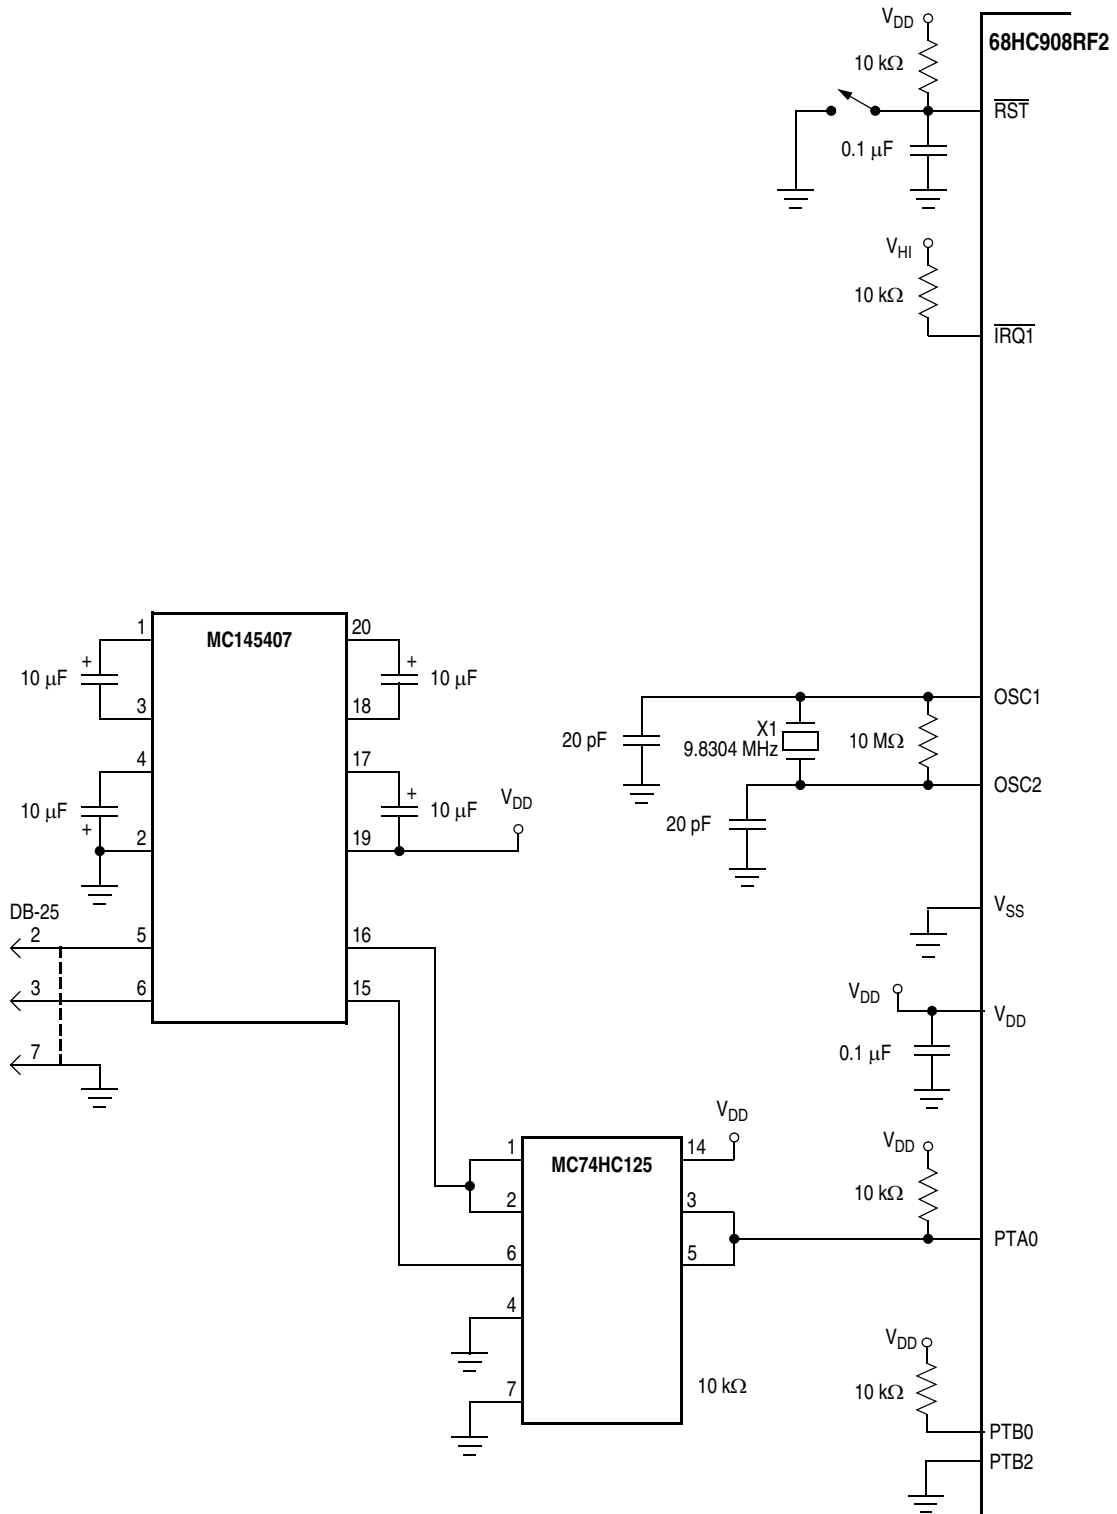 V_DD
68HC908RF2
10 kΩ
RST
0.1 µF
V_HI
10 kΩ
IRQ1
1
MC145407
20
+
10 µF
+
10 µF
3
18
4
17
10 µF
+
+
10 µF
V_DD
2
19
DB-25
2
5
16
3
6
15
7
OSC1
20 pF
X1
9.8304 MHz
10 MΩ
OSC2
20 pF
V_SS
V_DD
V_DD
0.1 µF
V_DD
1
MC74HC125
14
V_DD
2
3
10 kΩ
6
5
PTA0
4
V_DD
7
10 kΩ
10 kΩ
PTB0
PTB2